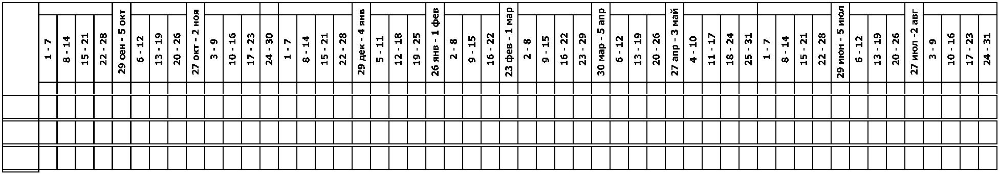 1 - 7
8 - 14
15 - 21
22 - 28
29 сен - 5 окт
6 - 12
13 - 19
20 - 26
27 окт - 2 ноя
3 - 9
10 - 16
17 - 23
24 - 30
1 - 7
8 - 14
15 - 21
22 - 28
29 дек - 4 янв
5 - 11
12 - 18
19 - 25
26 янв - 1 фев
2 - 8
9 - 15
16 - 22
23 фев - 1 мар
2 - 8
9 - 15
16 - 22
23 - 29
30 мар - 5 апр
6 - 12
13 - 19
20 - 26
27 апр - 3 май
4 - 10
11 - 17
18 - 24
25 - 31
1 - 7
8 - 14
15 - 21
22 - 28
29 июн - 5 июл
6 - 12
13 - 19
20 - 26
27 июл -2 авг
3 - 9
10 - 16
17 - 23
24 - 31